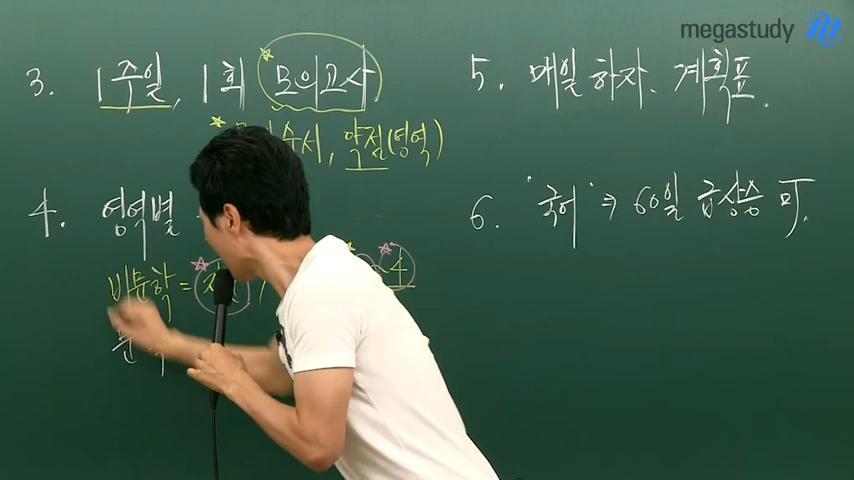 megastudy
3. 1주일, 1회 모의고사
수서, 약점(영역)
4. 영역별
비문학 =
4
5. 매일 하자. 계획표.
6. "국어" ⇒ 60일 급상승 可.